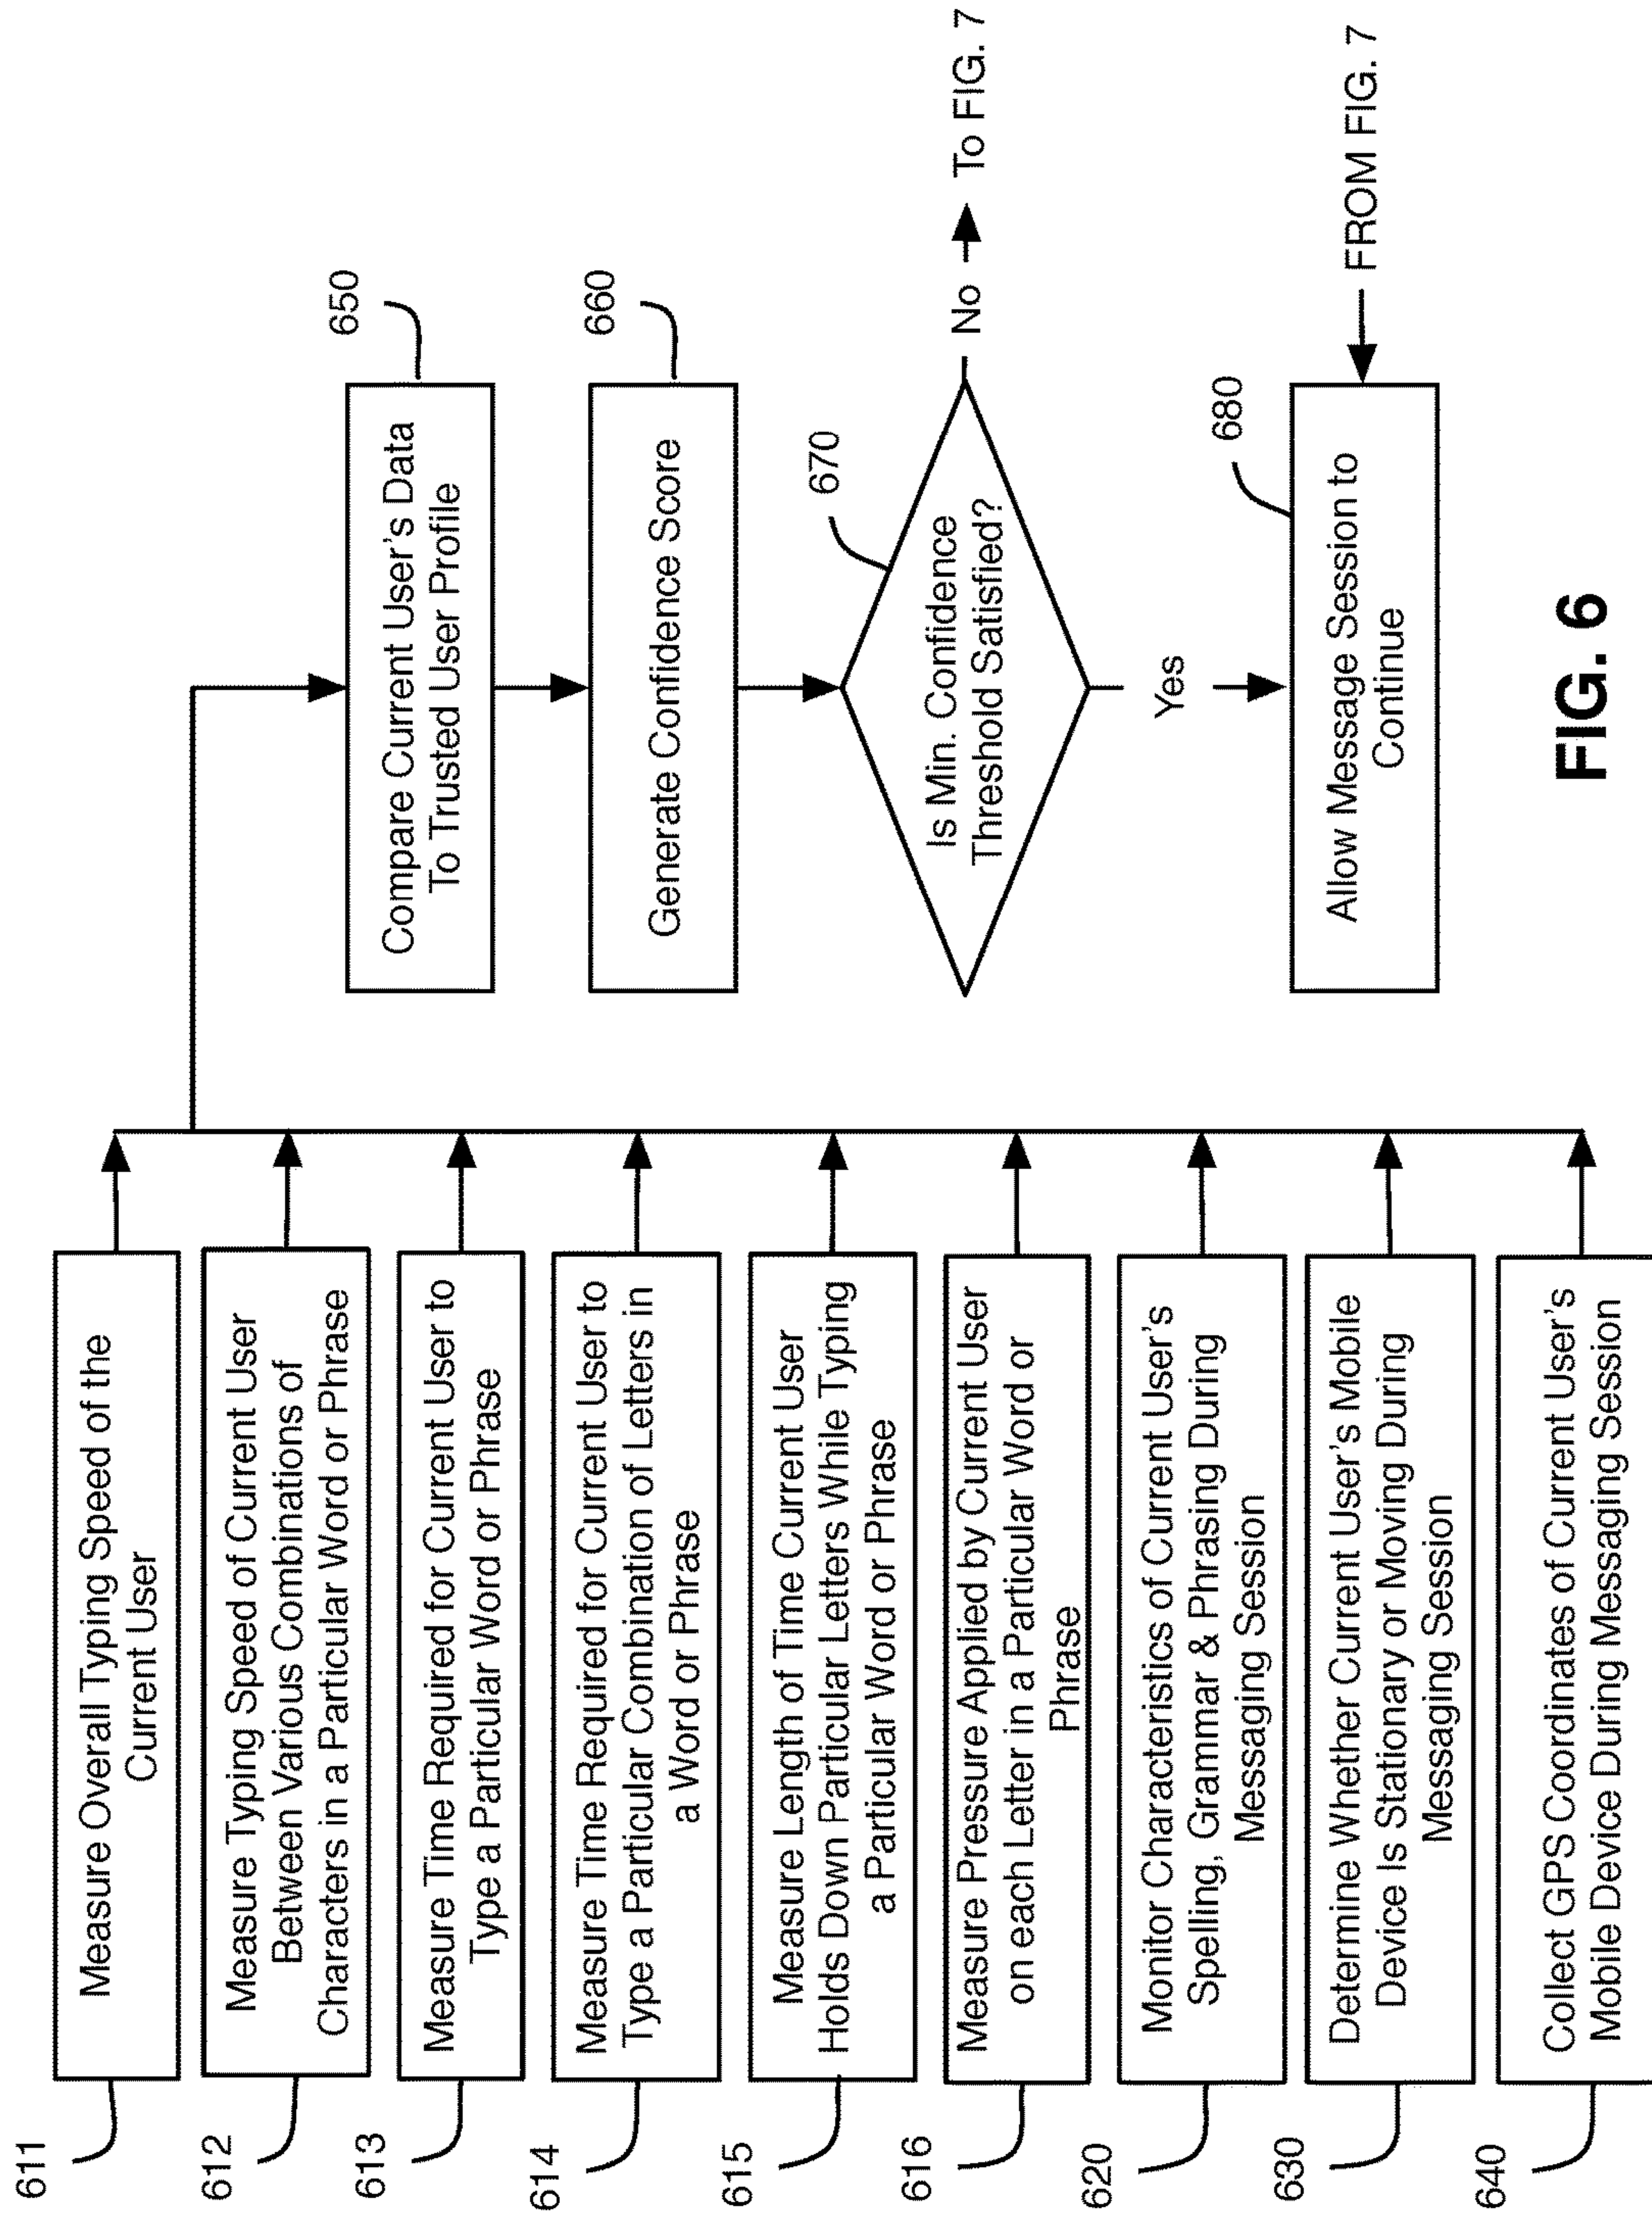 611
Measure Overall Typing Speed of the
Current User
612
Measure Typing Speed of Current User
Between Various Combinations of
Characters in a Particular Word or Phrase
613
Measure Time Required for Current User to
Type a Particular Word or Phrase
614
Measure Time Required for Current User to
Type a Particular Combination of Letters in
a Word or Phrase
615
Measure Length of Time Current User
Holds Down Particular Letters While Typing
a Particular Word or Phrase
616
Measure Pressure Applied by Current User
on each Letter in a Particular Word or
Phrase
620
Monitor Characteristics of Current User's
Spelling, Grammar & Phrasing During
Messaging Session
630
Determine Whether Current User's Mobile
Device Is Stationary or Moving During
Messaging Session
640
Collect GPS Coordinates of Current User's
Mobile Device During Messaging Session
650
Compare Current User's Data
To Trusted User Profile
660
Generate Confidence Score
670
Is Min. Confidence
Threshold Satisfied?
No
To FIG. 7
Yes
680
Allow Message Session to
Continue
FROM FIG. 7
FIG. 6